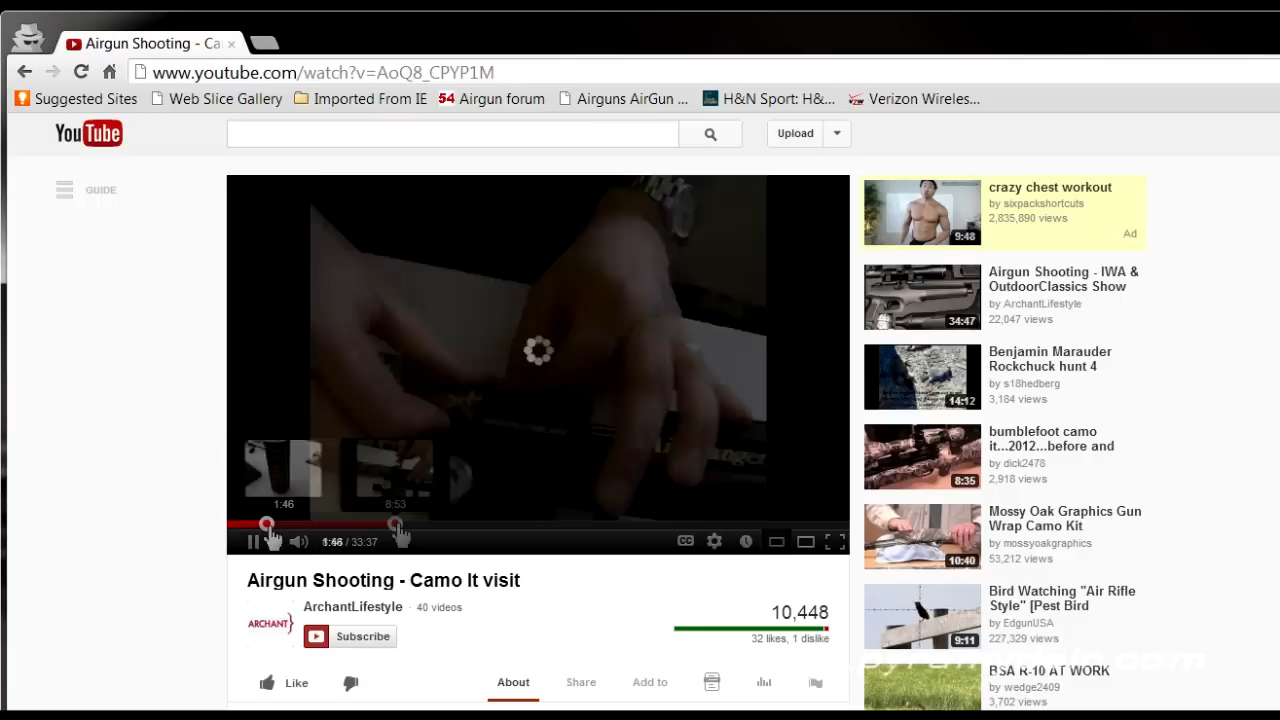 Airgun Shooting - Ca
www.youtube.com/watch?v=AoQ8_CPYP1M
Suggested Sites Web Slice Gallery Imported From IE 54 Airgun forum Airguns AirGun ... H&N Sport: H&... Verizon Wireles...
YouTube
Upload
GUIDE
1:46
8:53
1:46 / 33:37
CC
Airgun Shooting - Camo It visit
ARCHANT
ArchantLifestyle · 40 videos
Subscribe
10,448
32 likes, 1 dislike
Like
About Share Add to
crazy chest workout
by sixpackshortcuts
2,835,890 views
Ad
9:48
Airgun Shooting - IWA &
OutdoorClassics Show
by ArchantLifestyle
22,047 views
34:47
Benjamin Marauder
Rockchuck hunt 4
by s18hedberg
3,184 views
14:12
bumblefoot camo
it...2012...before and
by dick2478
2,918 views
8:35
Mossy Oak Graphics Gun
Wrap Camo Kit
by mossyoakgraphics
53,212 views
10:40
Bird Watching "Air Rifle
Style" [Pest Bird
by EdgunUSA
227,329 views
9:11
BSA R-10 AT WORK
by wedge2409
3,702 views